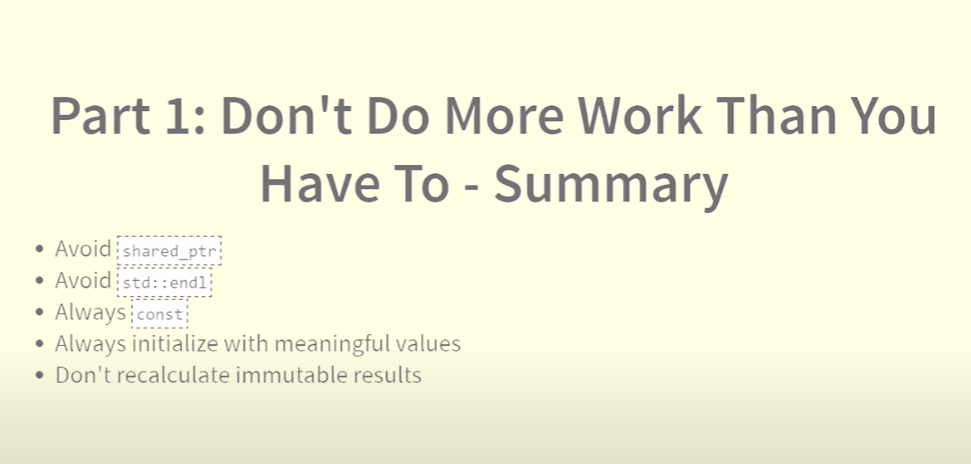 Part 1: Don't Do More Work Than You
Have To - Summary
• Avoid shared_ptr
• Avoid std::endl
• Always const
• Always initialize with meaningful values
• Don't recalculate immutable results